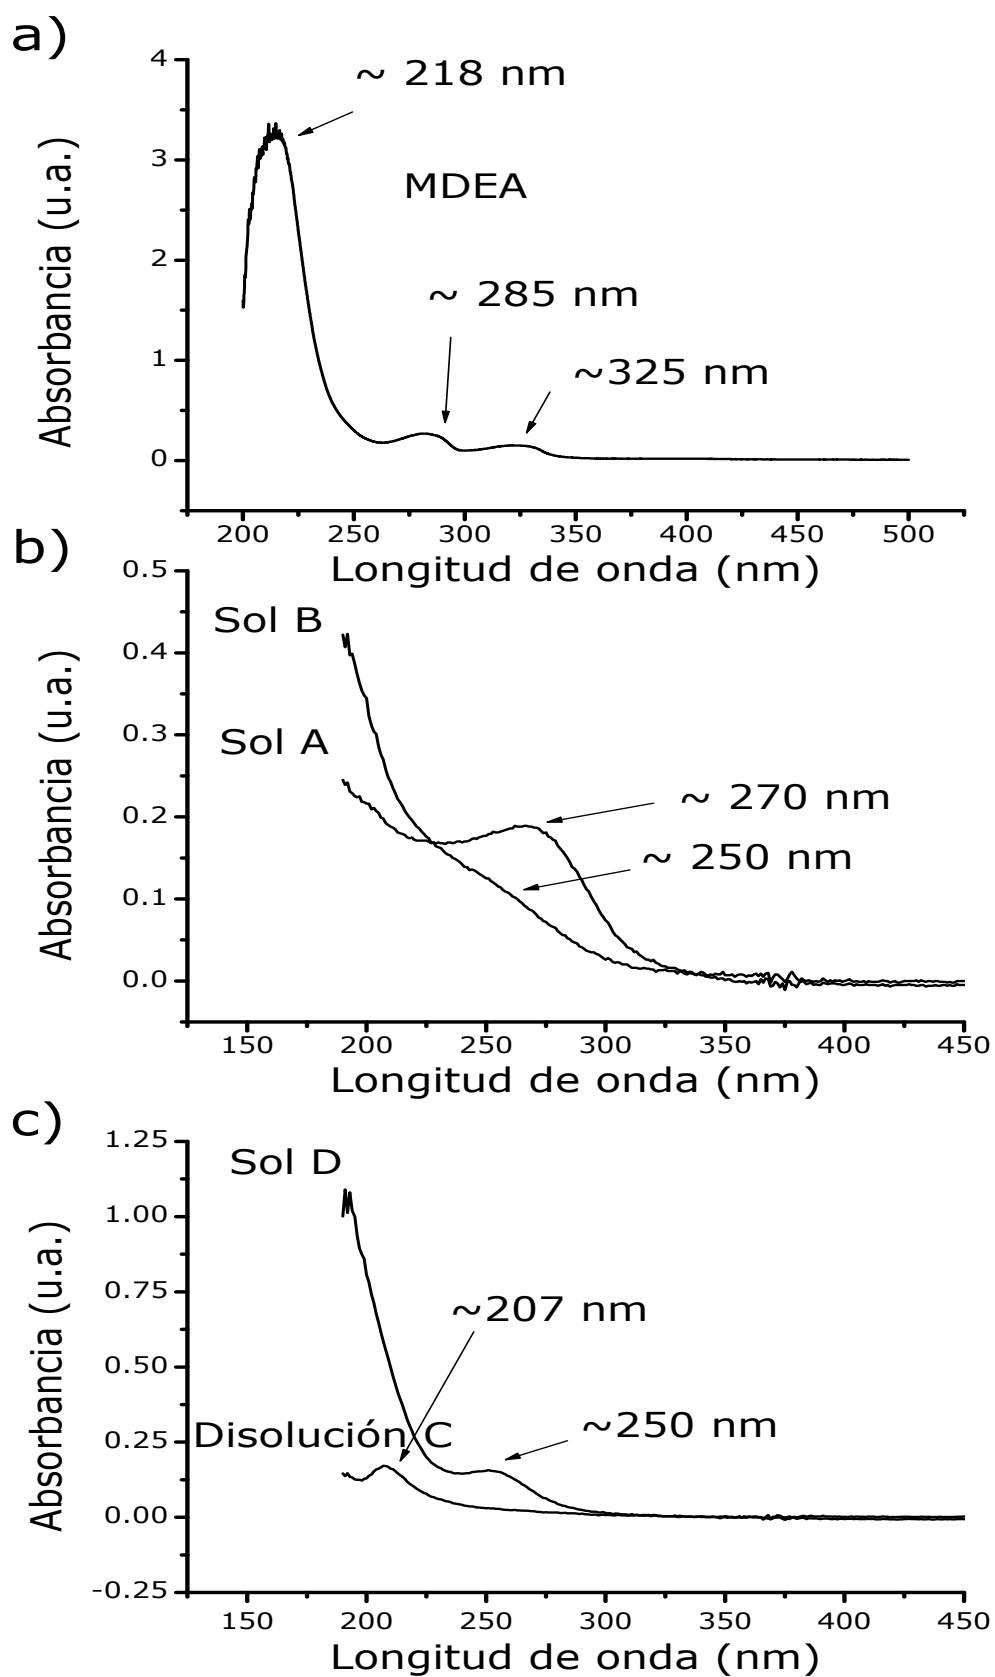 a)
4
3
2
1
0
Absorbancia (u.a.)
~ 218 nm
MDEA
~ 285 nm
~325 nm
200 250 300 350 400 450 500
Longitud de onda (nm)
b)
0.5
0.4
0.3
0.2
0.1
0.0
Absorbancia (u.a.)
Sol B
Sol A
~ 270 nm
~ 250 nm
150 200 250 300 350 400 450
Longitud de onda (nm)
c)
1.25
1.00
0.75
0.50
0.25
0.00
-0.25
Absorbancia (u.a.)
Sol D
~207 nm
Disolución C
~250 nm
150 200 250 300 350 400 450
Longitud de onda (nm)